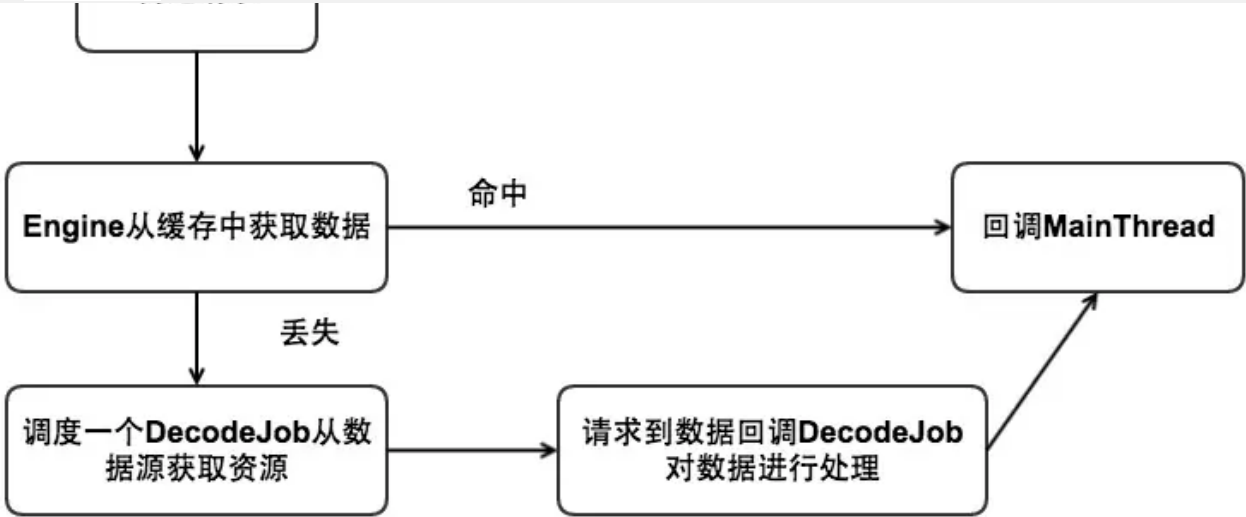 命中
Engine从缓存中获取数据
回调MainThread
丢失
调度一个DecodeJob从数
据源获取资源
请求到数据回调DecodeJob
对数据进行处理